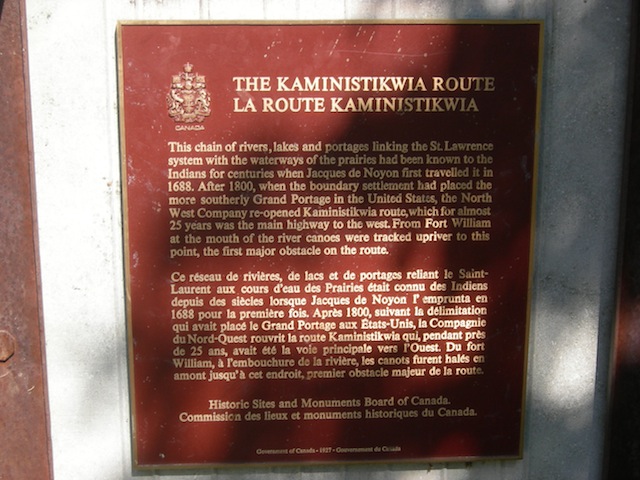 THE KAMINISTIKWIA ROUTE
LA ROUTE KAMINISTIKWIA
CANADA
This chain of rivers, lakes and portages linking the St. Lawrence
system with the waterways of the prairies had been known to the
Indians for centuries when Jacques de Noyon first travelled it in
1688. After 1800, when the boundary settlement had placed the
more southerly Grand Portage in the United States, the North
West Company re-opened Kaministikwia route, which for almost
25 years was the main highway to the west. From Fort William
at the mouth of the river canoes were tracked upriver to this
point, the first major obstacle on the route.
Ce réseau de rivières, de lacs et de portages reliant le Saint-
Laurent aux cours d'eau des Prairies était connu des Indiens
depuis des siècles lorsque Jacques de Noyon l'emprunta en
1688 pour la première fois. Après 1800, suivant la délimitation
qui avait placé le Grand Portage aux États-Unis, la Compagnie
du Nord-Ouest rouvrit la route Kaministikwia qui, pendant près
de 25 ans, avait été la voie principale vers l'Ouest. Du fort
William, à l'embouchure de la rivière, les canots furent halés en
amont jusqu'à cet endroit, premier obstacle majeur de la route.
Historic Sites and Monuments Board of Canada.
Commission des lieux et monuments historiques du Canada.
Government of Canada - 1927 - Gouvernement du Canada